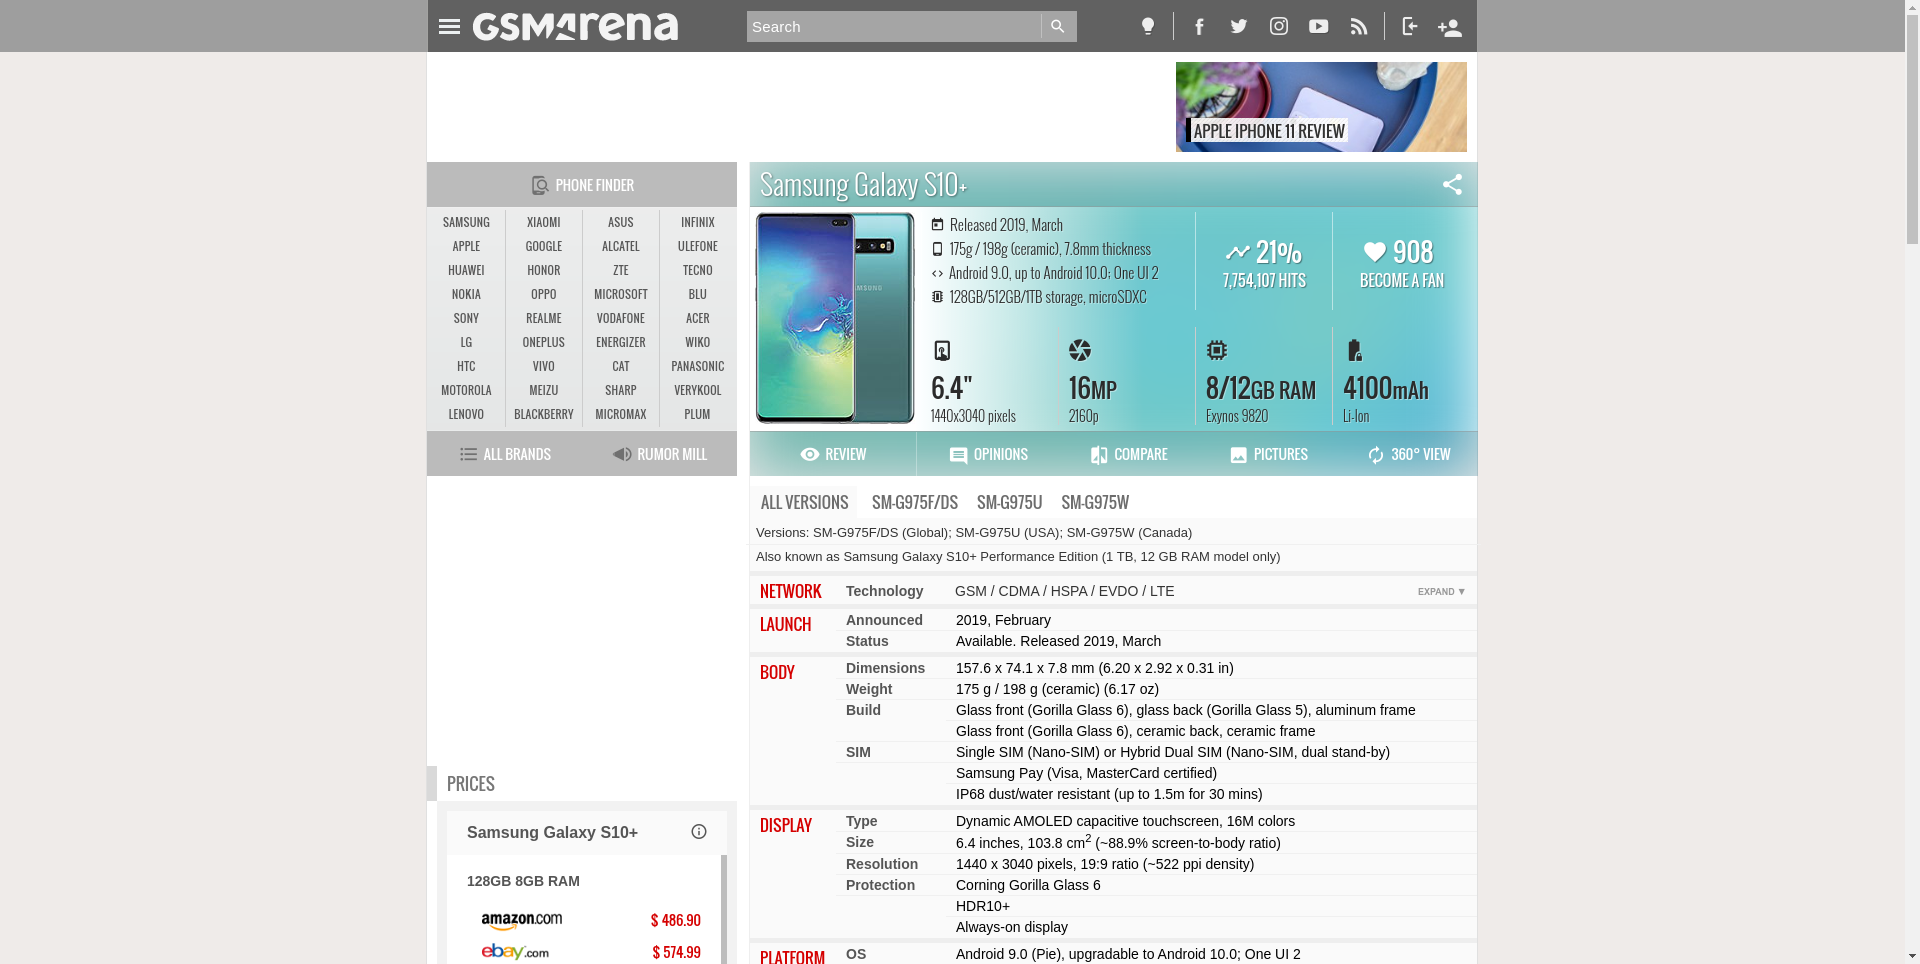 GSMArena
Search
APPLE IPHONE 11 REVIEW
PHONE FINDER
SAMSUNG XIAOMI ASUS INFINIX
APPLE GOOGLE ALCATEL ULEFONE
HUAWEI HONOR ZTE TECNO
NOKIA OPPO MICROSOFT BLU
SONY REALME VODAFONE ACER
LG ONEPLUS ENERGIZER WIKO
HTC VIVO CAT PANASONIC
MOTOROLA MEIZU SHARP VERYKOOL
LENOVO BLACKBERRY MICROMAX PLUM
ALL BRANDS RUMOR MILL
Samsung Galaxy S10+
Released 2019, March
175g / 198g (ceramic), 7.8mm thickness
Android 9.0, up to Android 10.0; One UI 2
128GB/512GB/1TB storage, microSDXC
21%
7,754,107 HITS
908
BECOME A FAN
6.4"
1440x3040 pixels
16MP
2160p
8/12GB RAM
Exynos 9820
4100mAh
Li-Ion
REVIEW OPINIONS COMPARE PICTURES 360° VIEW
ALL VERSIONS SM-G975F/DS SM-G975U SM-G975W
Versions: SM-G975F/DS (Global); SM-G975U (USA); SM-G975W (Canada)
Also known as Samsung Galaxy S10+ Performance Edition (1 TB, 12 GB RAM model only)
NETWORK Technology GSM / CDMA / HSPA / EVDO / LTE EXPAND ▼
LAUNCH Announced 2019, February
Status Available. Released 2019, March
BODY Dimensions 157.6 x 74.1 x 7.8 mm (6.20 x 2.92 x 0.31 in)
Weight 175 g / 198 g (ceramic) (6.17 oz)
Build Glass front (Gorilla Glass 6), glass back (Gorilla Glass 5), aluminum frame
Glass front (Gorilla Glass 6), ceramic back, ceramic frame
SIM Single SIM (Nano-SIM) or Hybrid Dual SIM (Nano-SIM, dual stand-by)
Samsung Pay (Visa, MasterCard certified)
IP68 dust/water resistant (up to 1.5m for 30 mins)
DISPLAY Type Dynamic AMOLED capacitive touchscreen, 16M colors
Size 6.4 inches, 103.8 cm2 (~88.9% screen-to-body ratio)
Resolution 1440 x 3040 pixels, 19:9 ratio (~522 ppi density)
Protection Corning Gorilla Glass 6
HDR10+
Always-on display
PLATFORM OS Android 9.0 (Pie), upgradable to Android 10.0; One UI 2
PRICES
Samsung Galaxy S10+
128GB 8GB RAM
amazon.com $ 486.90
ebay.com $ 574.99